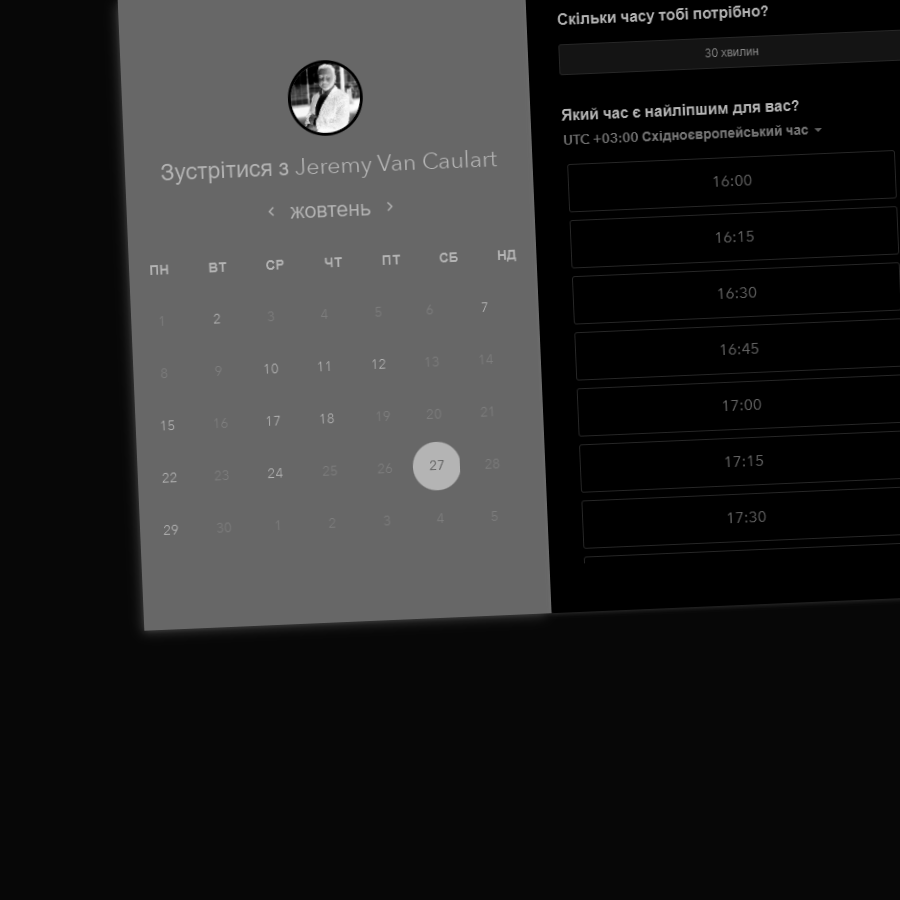 Зустрітися з Jeremy Van Caulart
жовтень
ПН ВТ СР ЧТ ПТ СБ НД
1 2 3 4 5 6 7
8 9 10 11 12 13 14
15 16 17 18 19 20 21
22 23 24 25 26 27 28
29 30 1 2 3 4 5
Скільки часу тобі потрібно?
30 хвилин
Який час є найліпшим для вас?
UTC +03:00 Східноєвропейський час
16:00
16:15
16:30
16:45
17:00
17:15
17:30